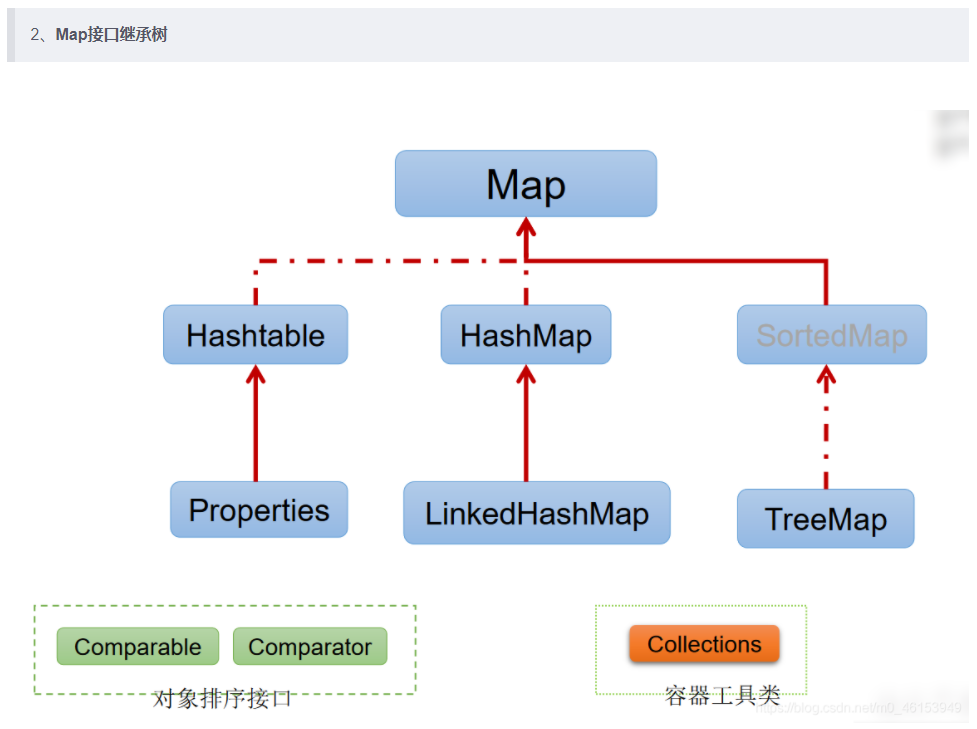 2、Map接口继承树
Map
Hashtable
HashMap
SortedMap
Properties
LinkedHashMap
TreeMap
Comparable
Comparator
Collections
对象排序接口
容器工具类
https://blog.csdn.net/m0_46153949